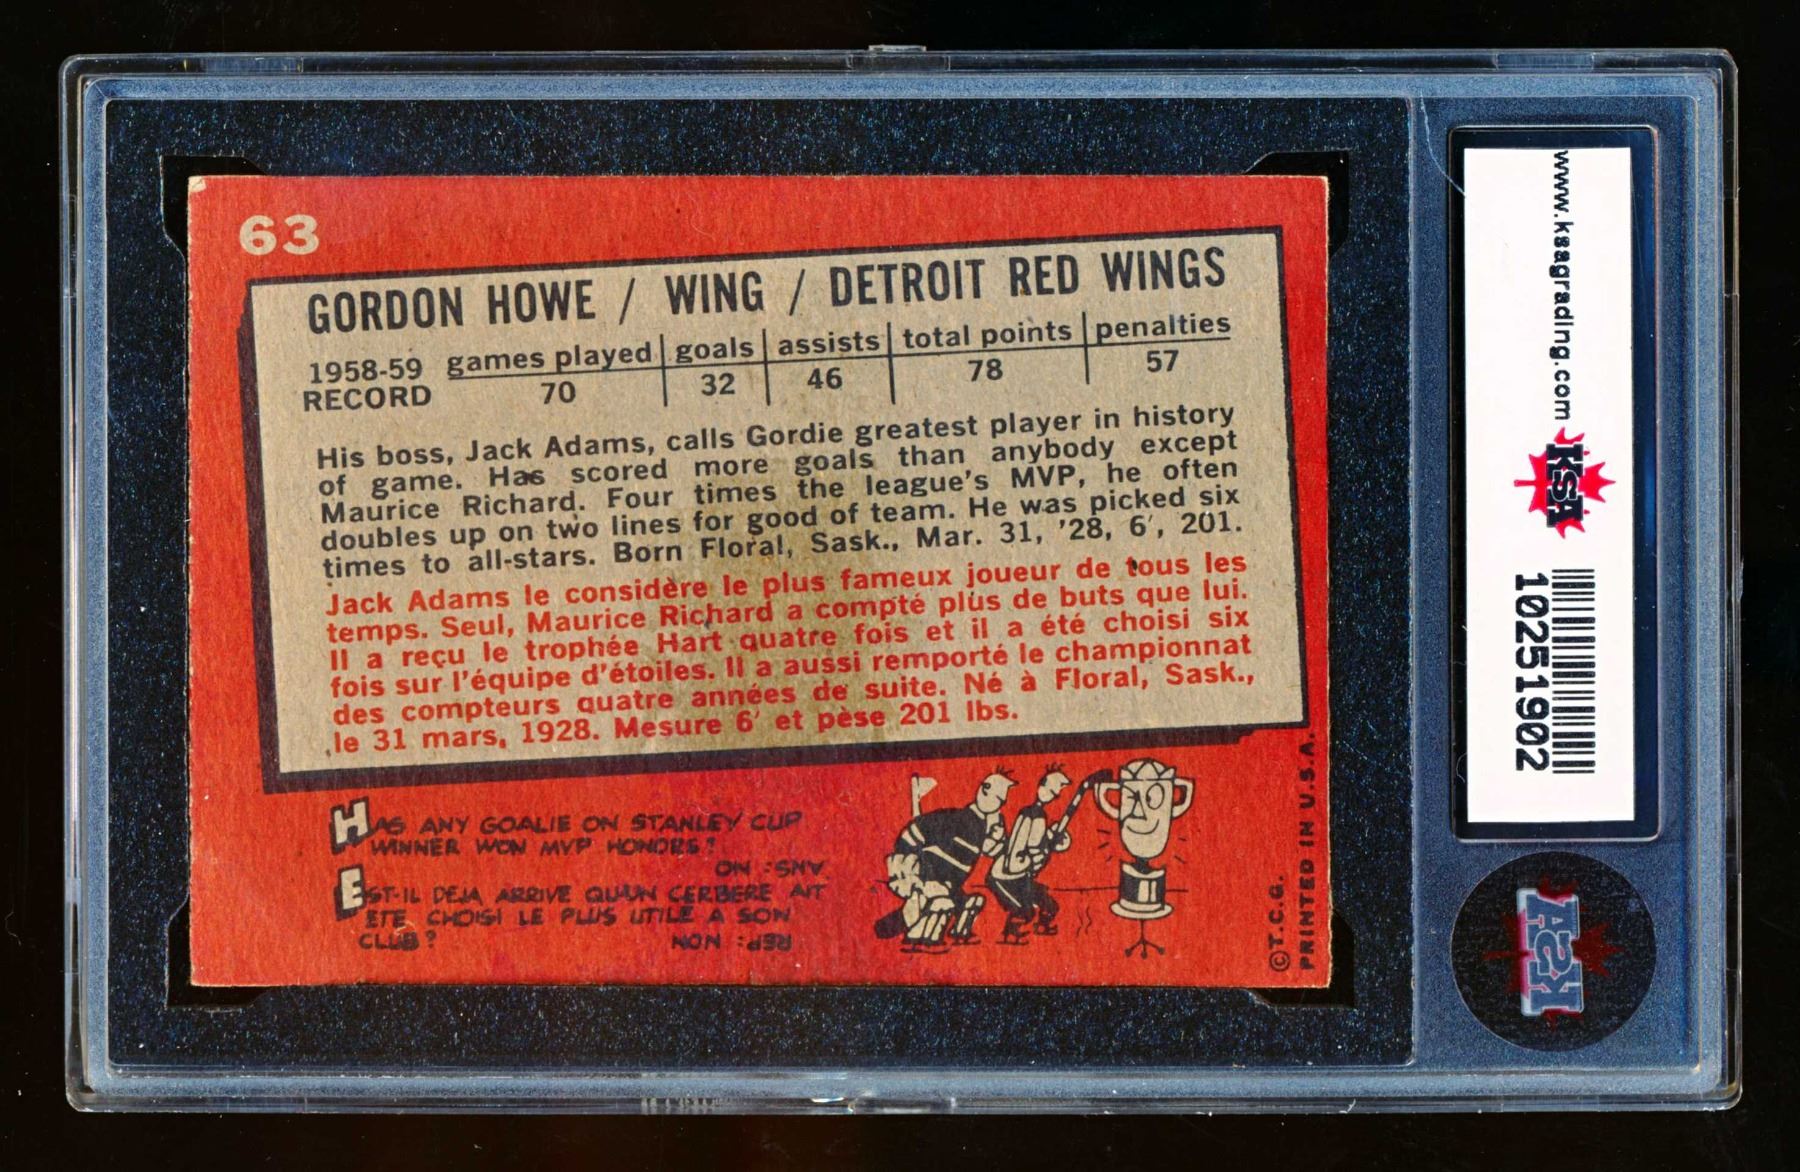 63
GORDON HOWE / WING / DETROIT RED WINGS
1958-59 RECORD
games played | goals | assists | total points | penalties
70 32 46 78 57
His boss, Jack Adams, calls Gordie greatest player in history
of game. Has scored more goals than anybody except
Maurice Richard. Four times the league's MVP, he often
doubles up on two lines for good of team. He was picked six
times to all-stars. Born Floral, Sask., Mar. 31, '28, 6', 201.
Jack Adams le considère le plus fameux joueur de tous les
temps. Seul, Maurice Richard a compté plus de buts que lui.
Il a reçu le trophée Hart quatre fois et il a été choisi six
fois sur l'équipe d'étoiles. Il a aussi remporté le championnat
des compteurs quatre années de suite. Né à Floral, Sask.,
le 31 mars, 1928. Mesure 6' et pèse 201 lbs.
HAS ANY GOALIE ON STANLEY CUP
WINNER WON MVP HONORS?
ANS: NO
EST-IL DEJA ARRIVE QU'UN CERBERE AIT
ETE CHOISI LE PLUS UTILE A SON
CLUB?
REP: NON
©T.C.G.
PRINTED IN U.S.A.
www.ksagrading.com
KSA
10251902
KSA